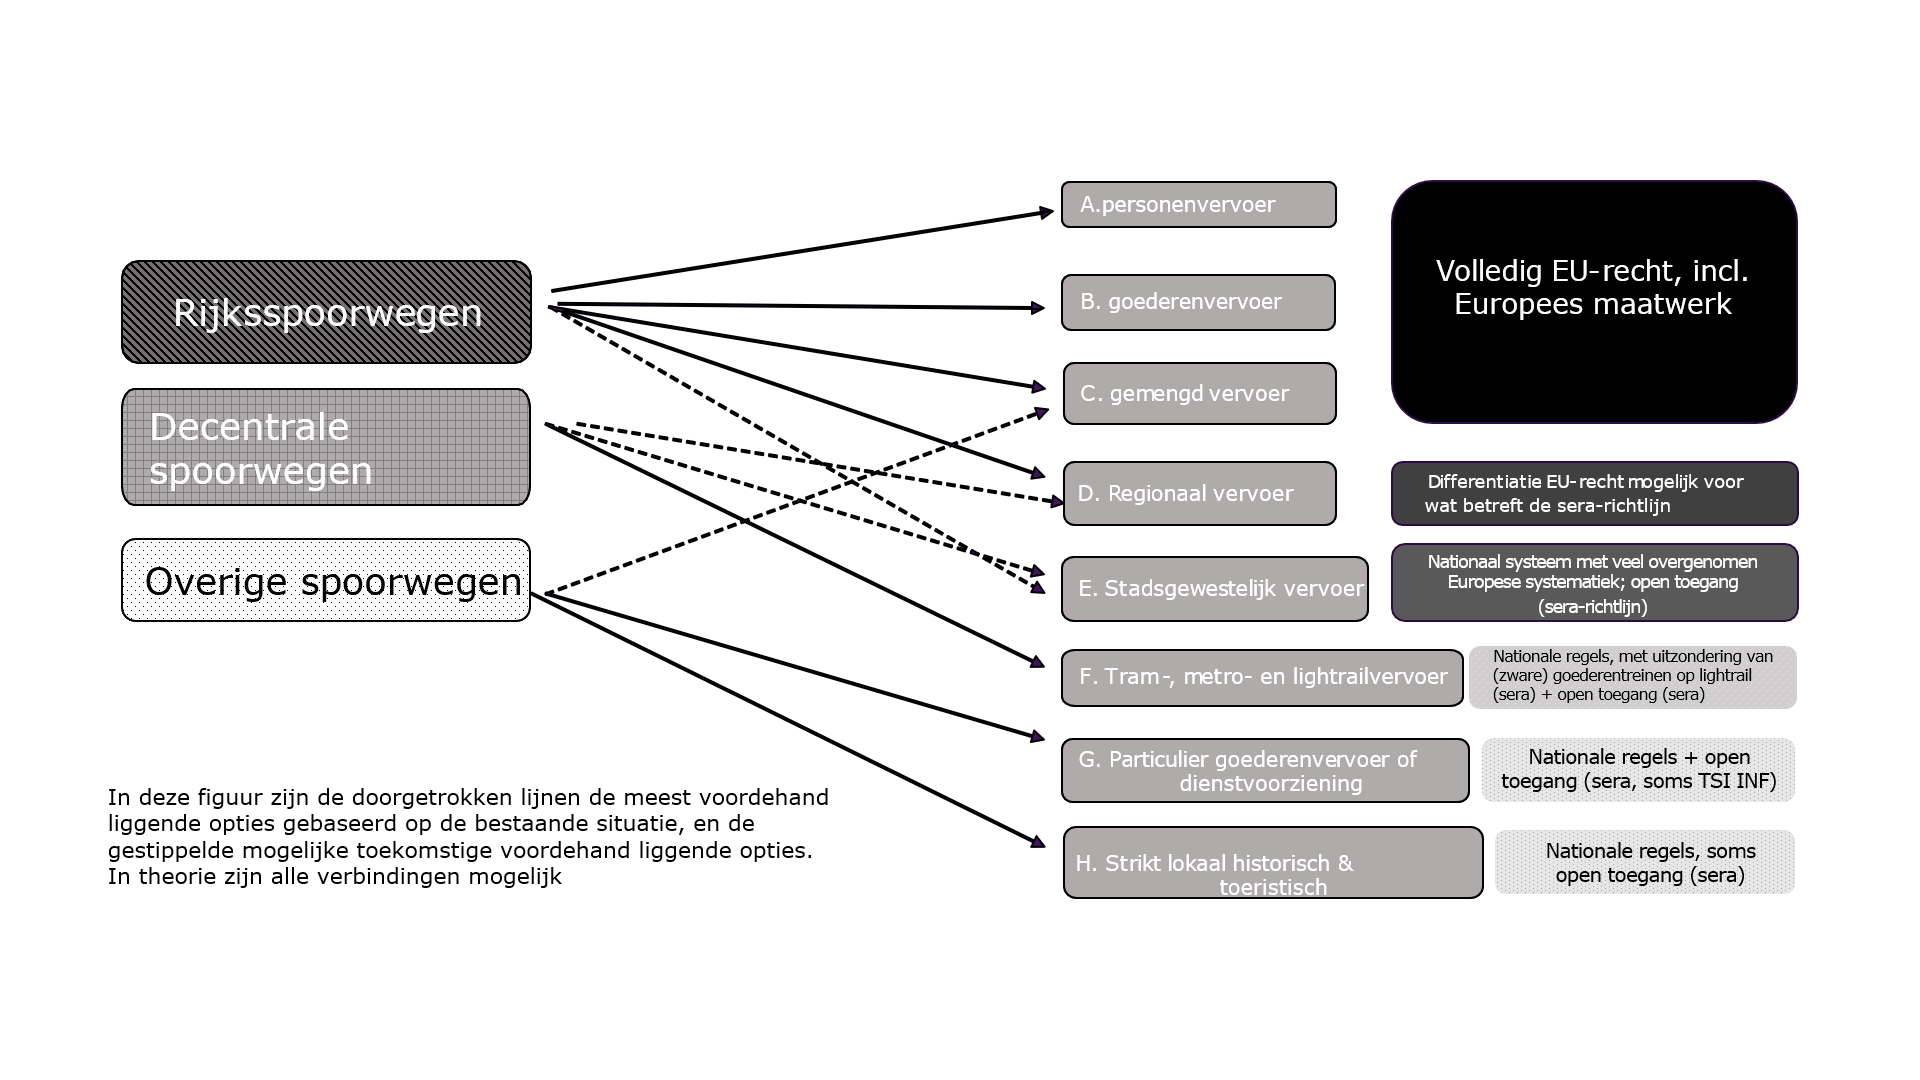 Rijksspoorwegen
Decentrale
spoorwegen
Overige spoorwegen
In deze figuur zijn de doorgetrokken lijnen de meest voordehand
liggende opties gebaseerd op de bestaande situatie, en de
gestippelde mogelijke toekomstige voordehand liggende opties.
In theorie zijn alle verbindingen mogelijk
A.personenvervoer
B. goederenvervoer
C. gemengd vervoer
D. Regionaal vervoer
E. Stadsgewestelijk vervoer
F. Tram-, metro- en lightrailvervoer
G. Particulier goederenvervoer of
dienstvoorziening
H. Strikt lokaal historisch &
toeristisch
Volledig EU-recht, incl.
Europees maatwerk
Differentiatie EU-recht mogelijk voor
wat betreft de sera-richtlijn
Nationaal systeem met veel overgenomen
Europese systematiek; open toegang
(sera-richtlijn)
Nationale regels, met uitzondering van
(zware) goederentreinen op lightrail
(sera) + open toegang (sera)
Nationale regels + open
toegang (sera, soms TSI INF)
Nationale regels, soms
open toegang (sera)